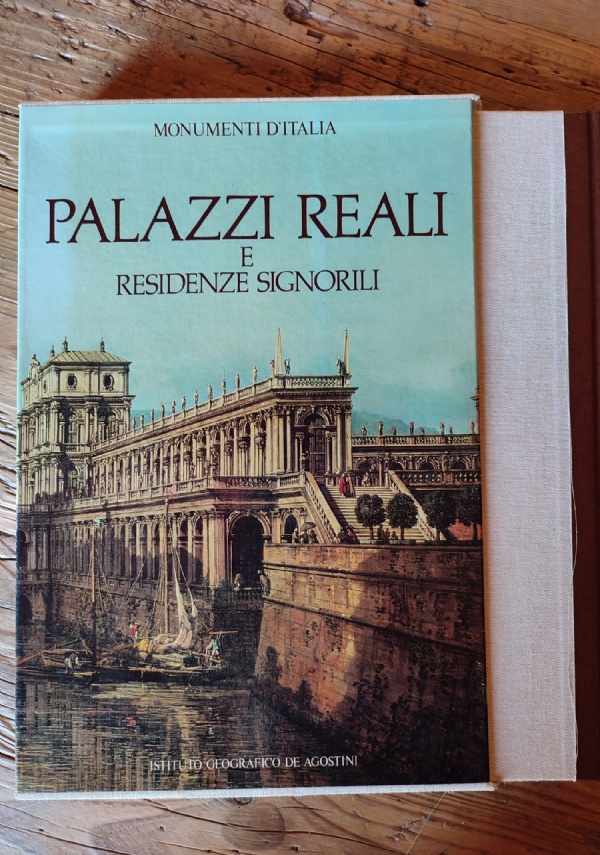 MONUMENTI D'ITALIA
PALAZZI REALI
E
RESIDENZE SIGNORILI
ISTITUTO GEOGRAFICO DE AGOSTINI